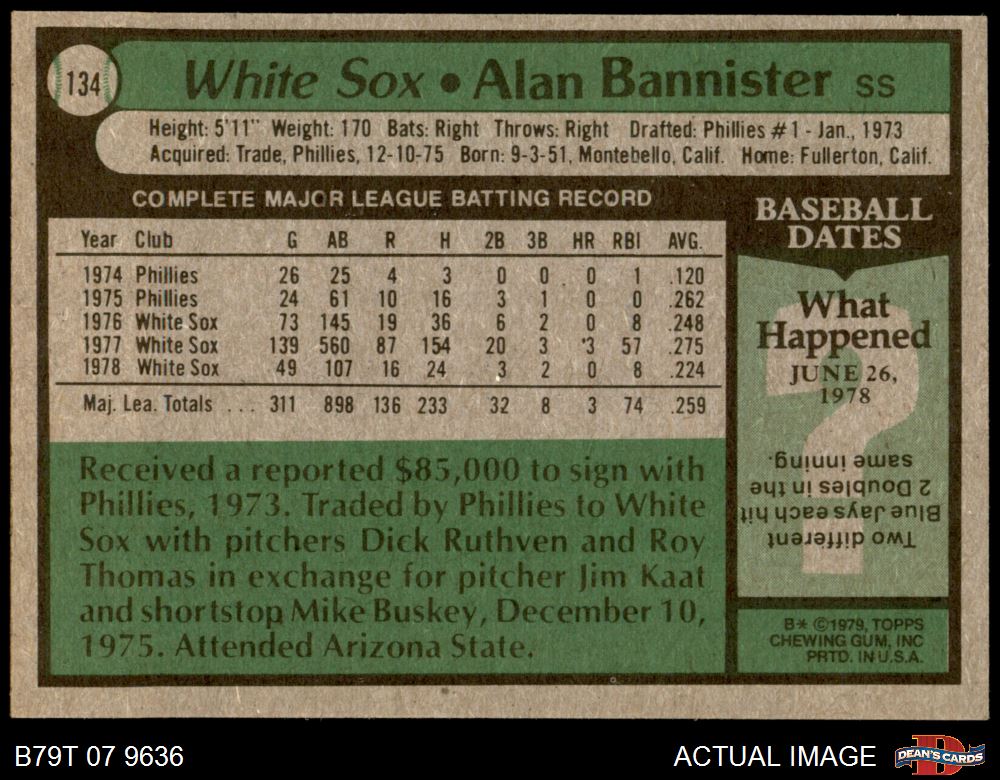 134
White Sox • Alan Bannister SS
Height: 5'11" Weight: 170 Bats: Right Throws: Right Drafted: Phillies #1 - Jan., 1973
Acquired: Trade, Phillies, 12-10-75 Born: 9-3-51, Montebello, Calif. Home: Fullerton, Calif.
COMPLETE MAJOR LEAGUE BATTING RECORD
Year Club G AB R H 2B 3B HR RBI AVG.
1974 Phillies 26 25 4 3 0 0 0 1 .120
1975 Phillies 24 61 10 16 3 1 0 0 .262
1976 White Sox 73 145 19 36 6 2 0 8 .248
1977 White Sox 139 560 87 154 20 3 3 57 .275
1978 White Sox 49 107 16 24 3 2 0 8 .224
Maj. Lea. Totals ... 311 898 136 233 32 8 3 74 .259
Received a reported $85,000 to sign with
Phillies, 1973. Traded by Phillies to White
Sox with pitchers Dick Ruthven and Roy
Thomas in exchange for pitcher Jim Kaat
and shortstop Mike Buskey, December 10,
1975. Attended Arizona State.
BASEBALL
DATES
What
Happened
JUNE 26,
1978
?
Two different
Blue Jays each hit
2 Doubles in the
same inning.
B* ©1979, TOPPS
CHEWING GUM, INC
PRTD. IN U.S.A.
B79T 07 9636
ACTUAL IMAGE
D
DEAN'S CARDS